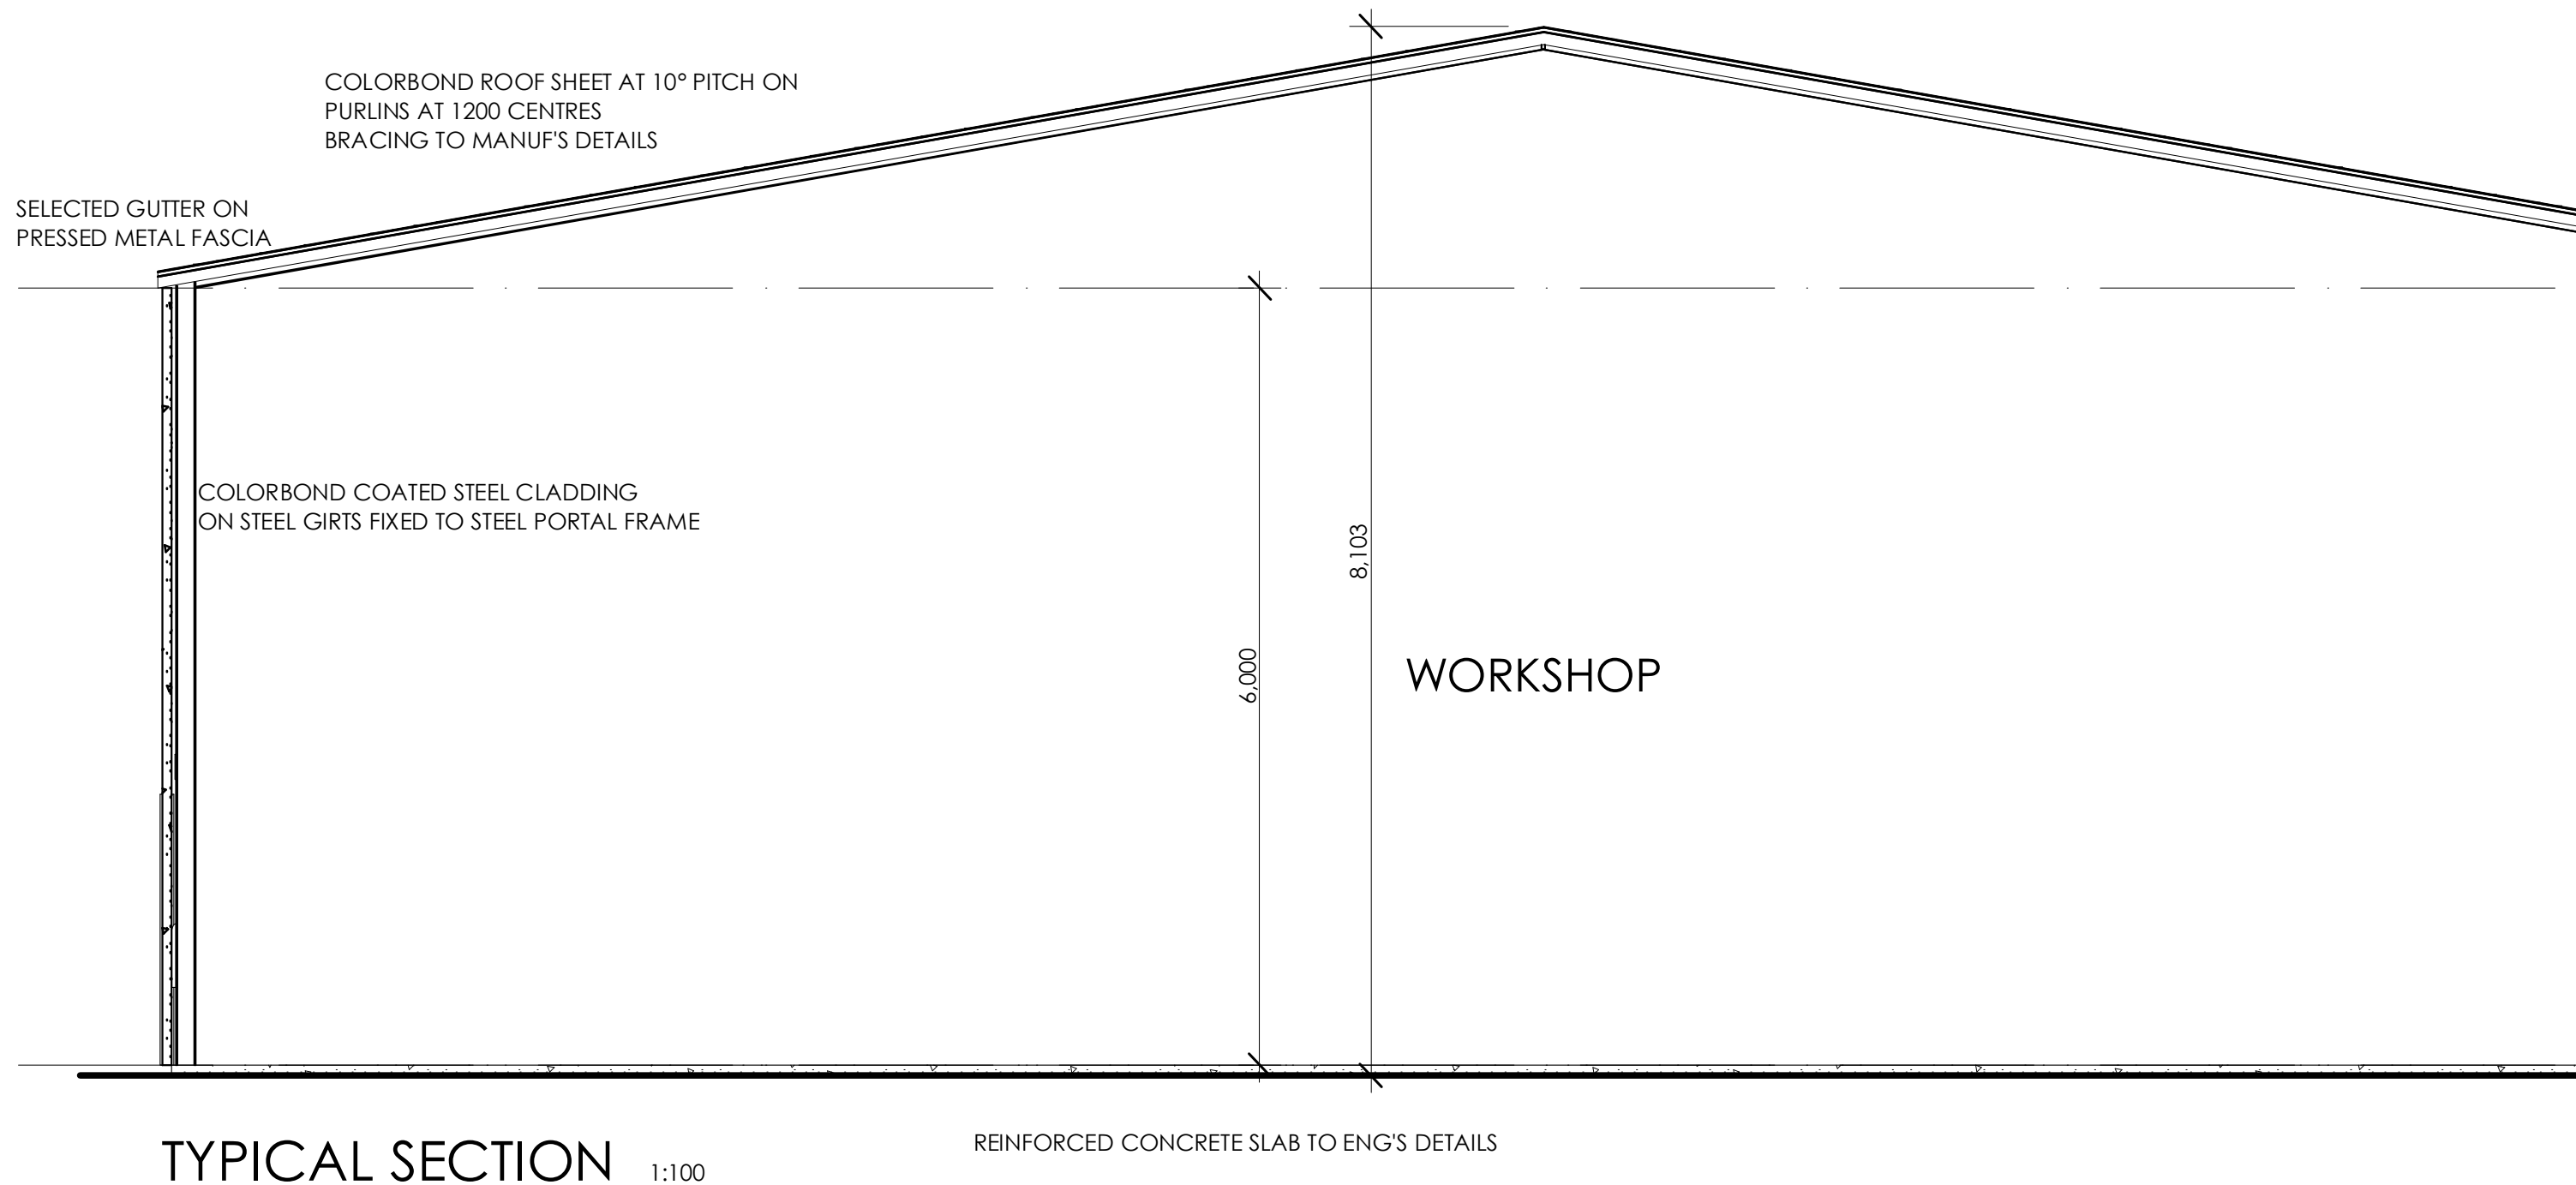 COLORBOND ROOF SHEET AT 10° PITCH ON
PURLINS AT 1200 CENTRES
BRACING TO MANUF'S DETAILS
SELECTED GUTTER ON
PRESSED METAL FASCIA
COLORBOND COATED STEEL CLADDING
ON STEEL GIRTS FIXED TO STEEL PORTAL FRAME
8,103
6,000
WORKSHOP
REINFORCED CONCRETE SLAB TO ENG'S DETAILS
TYPICAL SECTION 1:100